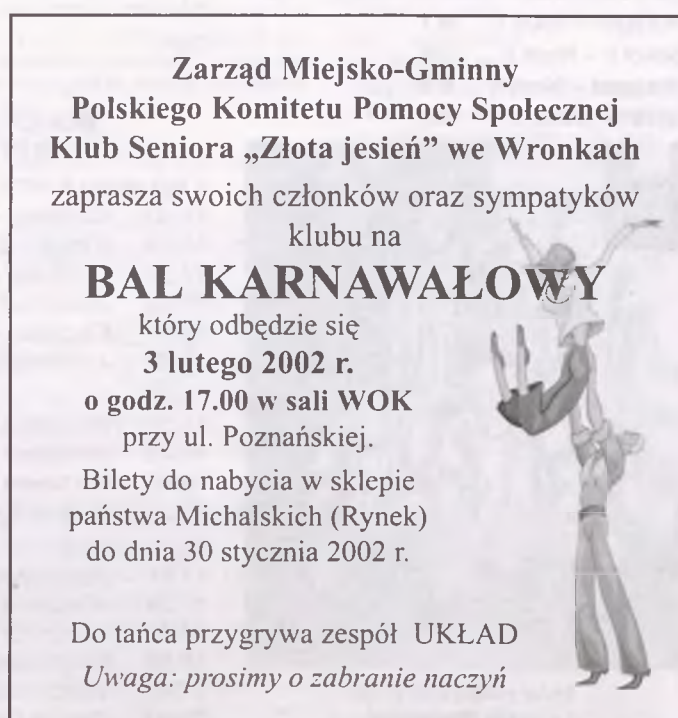 Zarząd Miejsko-Gminny
Polskiego Komitetu Pomocy Społecznej
Klub Seniora „Złota jesień” we Wronkach
zaprasza swoich członków oraz sympatyków
klubu na
BAL KARNAWAŁOWY
który odbędzie się
3 lutego 2002 r.
o godz. 17.00 w sali WOK
przy ul. Poznańskiej.
Bilety do nabycia w sklepie
państwa Michalskich (Rynek)
do dnia 30 stycznia 2002 r.
Do tańca przygrywa zespół UKŁAD
Uwaga: prosimy o zabranie naczyń